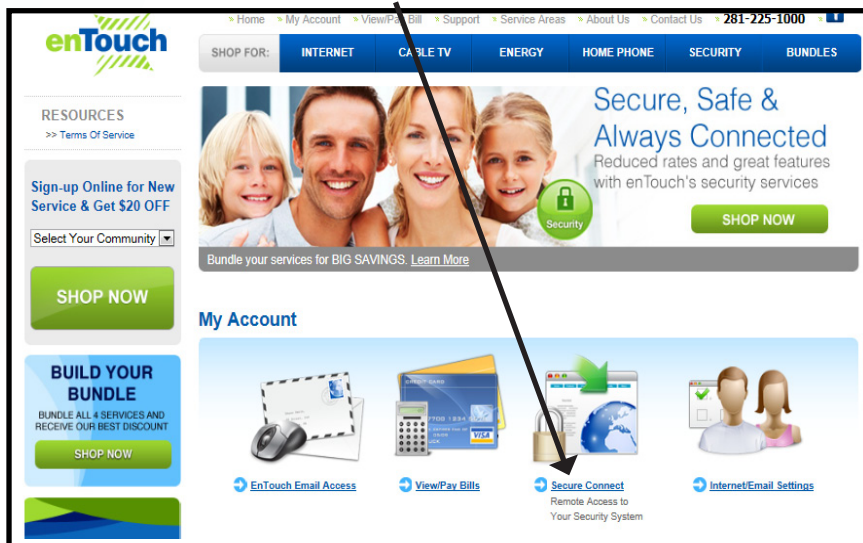 » Home » My Account » View/Pay Bill » Support » Service Areas » About Us » Contact Us » 281-225-1000 »
enTouch
SHOP FOR: INTERNET CABLE TV ENERGY HOME PHONE SECURITY BUNDLES
RESOURCES
>> Terms Of Service
Sign-up Online for New
Service & Get $20 OFF
Select Your Community
SHOP NOW
BUILD YOUR
BUNDLE
BUNDLE ALL 4 SERVICES AND
RECEIVE OUR BEST DISCOUNT
SHOP NOW
Secure, Safe &
Always Connected
Reduced rates and great features
with enTouch's security services
Security
SHOP NOW
Bundle your services for BIG SAVINGS. Learn More
My Account
CREDIT CARD
VISA
EnTouch Email Access
View/Pay Bills
Secure Connect
Remote Access to
Your Security System
Internet/Email Settings